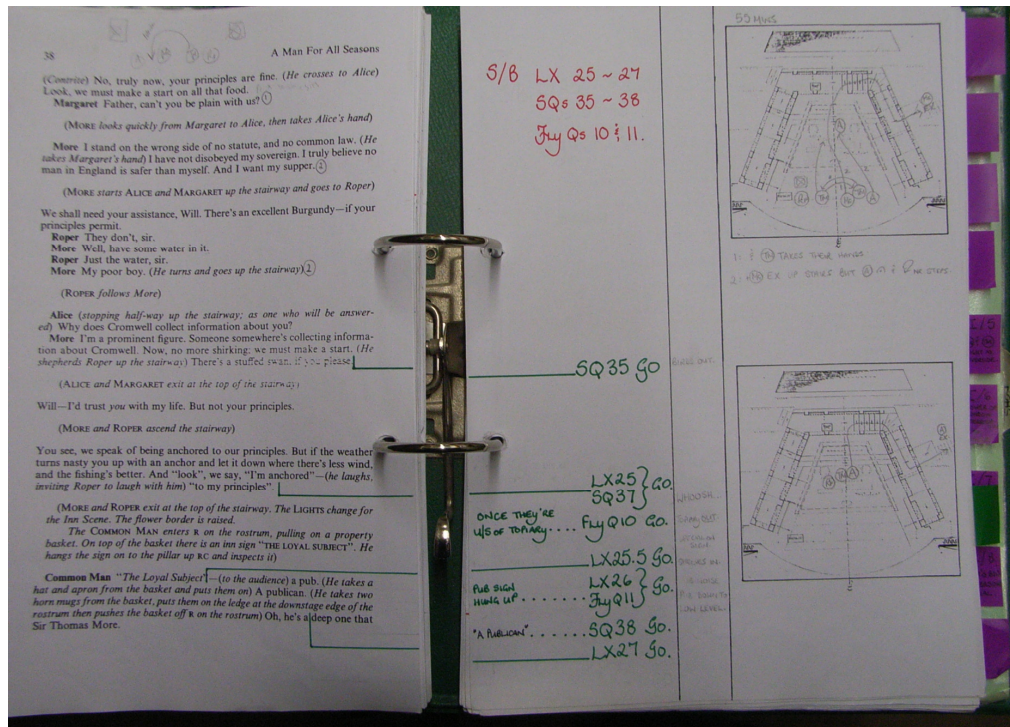 38
A Man For All Seasons
(Contrite) No, truly now, your principles are fine. (He crosses to Alice)
Look, we must make a start on all that food.
Margaret Father, can't you be plain with us? 1
(MORE looks quickly from Margaret to Alice, then takes Alice's hand)
More I stand on the wrong side of no statute, and no common law. (He
takes Margaret's hand) I have not disobeyed my sovereign. I truly believe no
man in England is safer than myself. And I want my supper. 2
(MORE starts ALICE and MARGARET up the stairway and goes to Roper)
We shall need your assistance, Will. There's an excellent Burgundy—if your
principles permit.
Roper They don't, sir.
More Well, have some water in it.
Roper Just the water, sir.
More My poor boy. (He turns and goes up the stairway) 2
(ROPER follows More)
Alice (stopping half-way up the stairway; as one who will be answer-
ed) Why does Cromwell collect information about you?
More I'm a prominent figure. Someone somewhere's collecting informa-
tion about Cromwell. Now, no more shirking; we must make a start. (He
shepherds Roper up the stairway) There's a stuffed swan, if you please
(ALICE and MARGARET exit at the top of the stairway)
Will—I'd trust you with my life. But not your principles.
(MORE and ROPER ascend the stairway)
You see, we speak of being anchored to our principles. But if the weather
turns nasty you up with an anchor and let it down where there's less wind,
and the fishing's better. And "look", we say, "I'm anchored"—(he laughs,
inviting Roper to laugh with him) "to my principles".
(MORE and ROPER exit at the top of the stairway. The LIGHTS change for
the Inn Scene. The flower border is raised.
The COMMON MAN enters R on the rostrum, pulling on a property
basket. On top of the basket there is an inn sign "THE LOYAL SUBJECT". He
hangs the sign on to the pillar up RC and inspects it)
Common Man "The Loyal Subject"—(to the audience) a pub. (He takes a
hat and apron from the basket and puts them on) A publican. (He takes two
horn mugs from the basket, puts them on the ledge at the downstage edge of the
rostrum then pushes the basket off R on the rostrum) Oh, he's a deep one that
Sir Thomas More.
S/B LX 25 ~ 27
SQs 35 ~ 38
Fly Qs 10 & 11.
SQ35 GO
LX25 } GO.
SQ37
ONCE THEY'RE
U/S OF TOPIARY.... Fly Q10 GO.
LX25.5 GO.
PUB SIGN
HUNG UP....... LX26 } GO.
Fly Q11
"A PUBLICAN"....... SQ38 GO.
LX27 GO.
BIRDS OUT.
WHOOSH...
LOW LEVEL.
55 MINS
1: & TAKES THEIR HANDS
2: EX UP STAIRS BUT
I/5